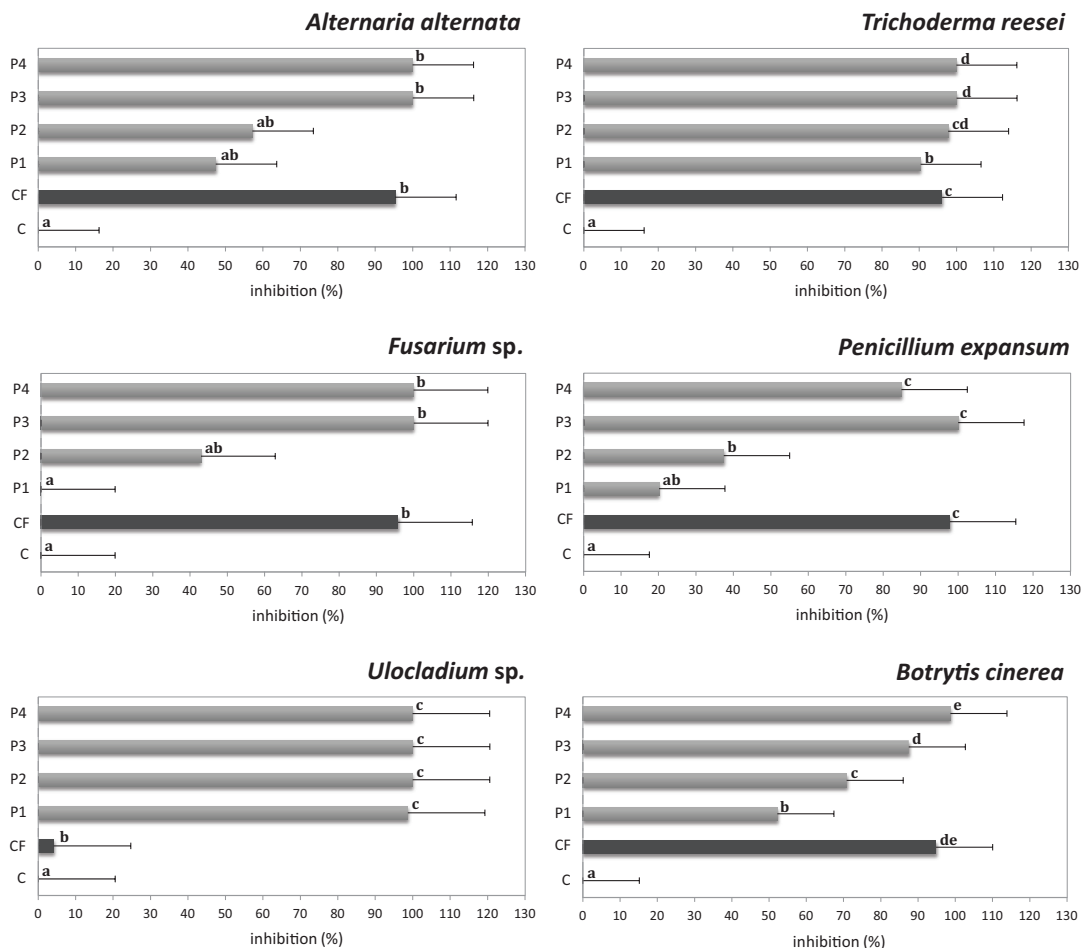 Alternaria alternata
P4 b
P3 b
P2 ab
P1 ab
CF b
C a
0 10 20 30 40 50 60 70 80 90 100 110 120 130
inhibition (%)
Trichoderma reesei
P4 d
P3 d
P2 cd
P1 b
CF c
C a
0 10 20 30 40 50 60 70 80 90 100 110 120 130
inhibition (%)
Fusarium sp.
P4 b
P3 b
P2 ab
P1 a
CF b
C a
0 10 20 30 40 50 60 70 80 90 100 110 120 130
inhibition (%)
Penicillium expansum
P4 c
P3 c
P2 b
P1 ab
CF c
C a
0 10 20 30 40 50 60 70 80 90 100 110 120 130
inhibition (%)
Ulocladium sp.
P4 c
P3 c
P2 c
P1 c
CF b
C a
0 10 20 30 40 50 60 70 80 90 100 110 120 130
inhibition (%)
Botrytis cinerea
P4 e
P3 d
P2 c
P1 b
CF de
C a
0 10 20 30 40 50 60 70 80 90 100 110 120 130
inhibition (%)